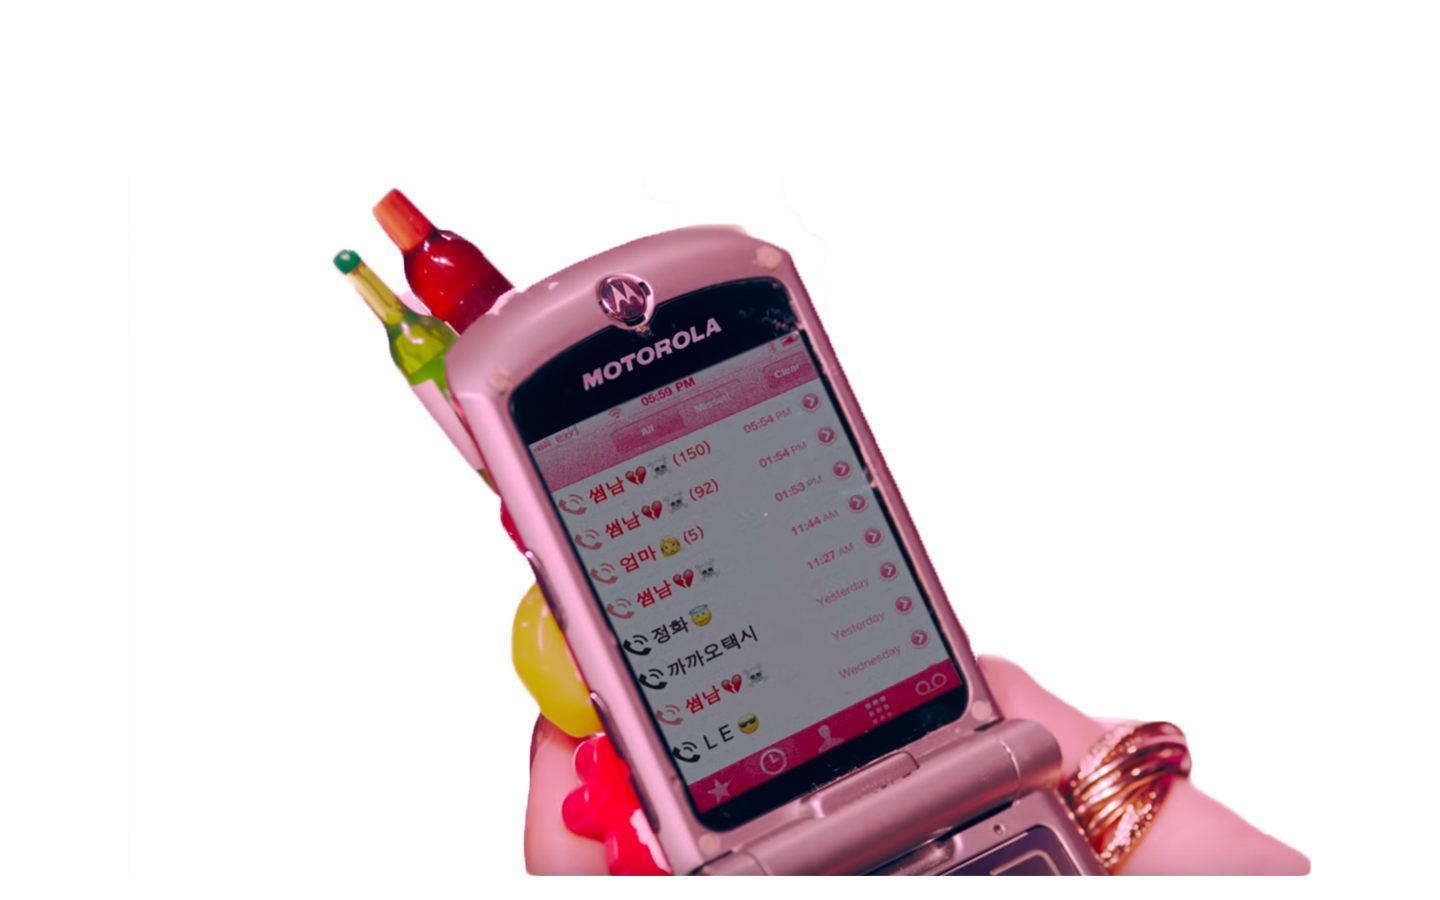 MOTOROLA
exid 05:59 PM
All Missed Clear
썸남💔☠️ (150) 05:54 PM
썸남💔☠️ (92) 01:54 PM
엄마👧 (5) 01:53 PM
썸남💔☠️ 11:44 AM
정화😇 11:27 AM
까까오택시 Yesterday
썸남💔☠️ Yesterday
L E😎 Wednesday